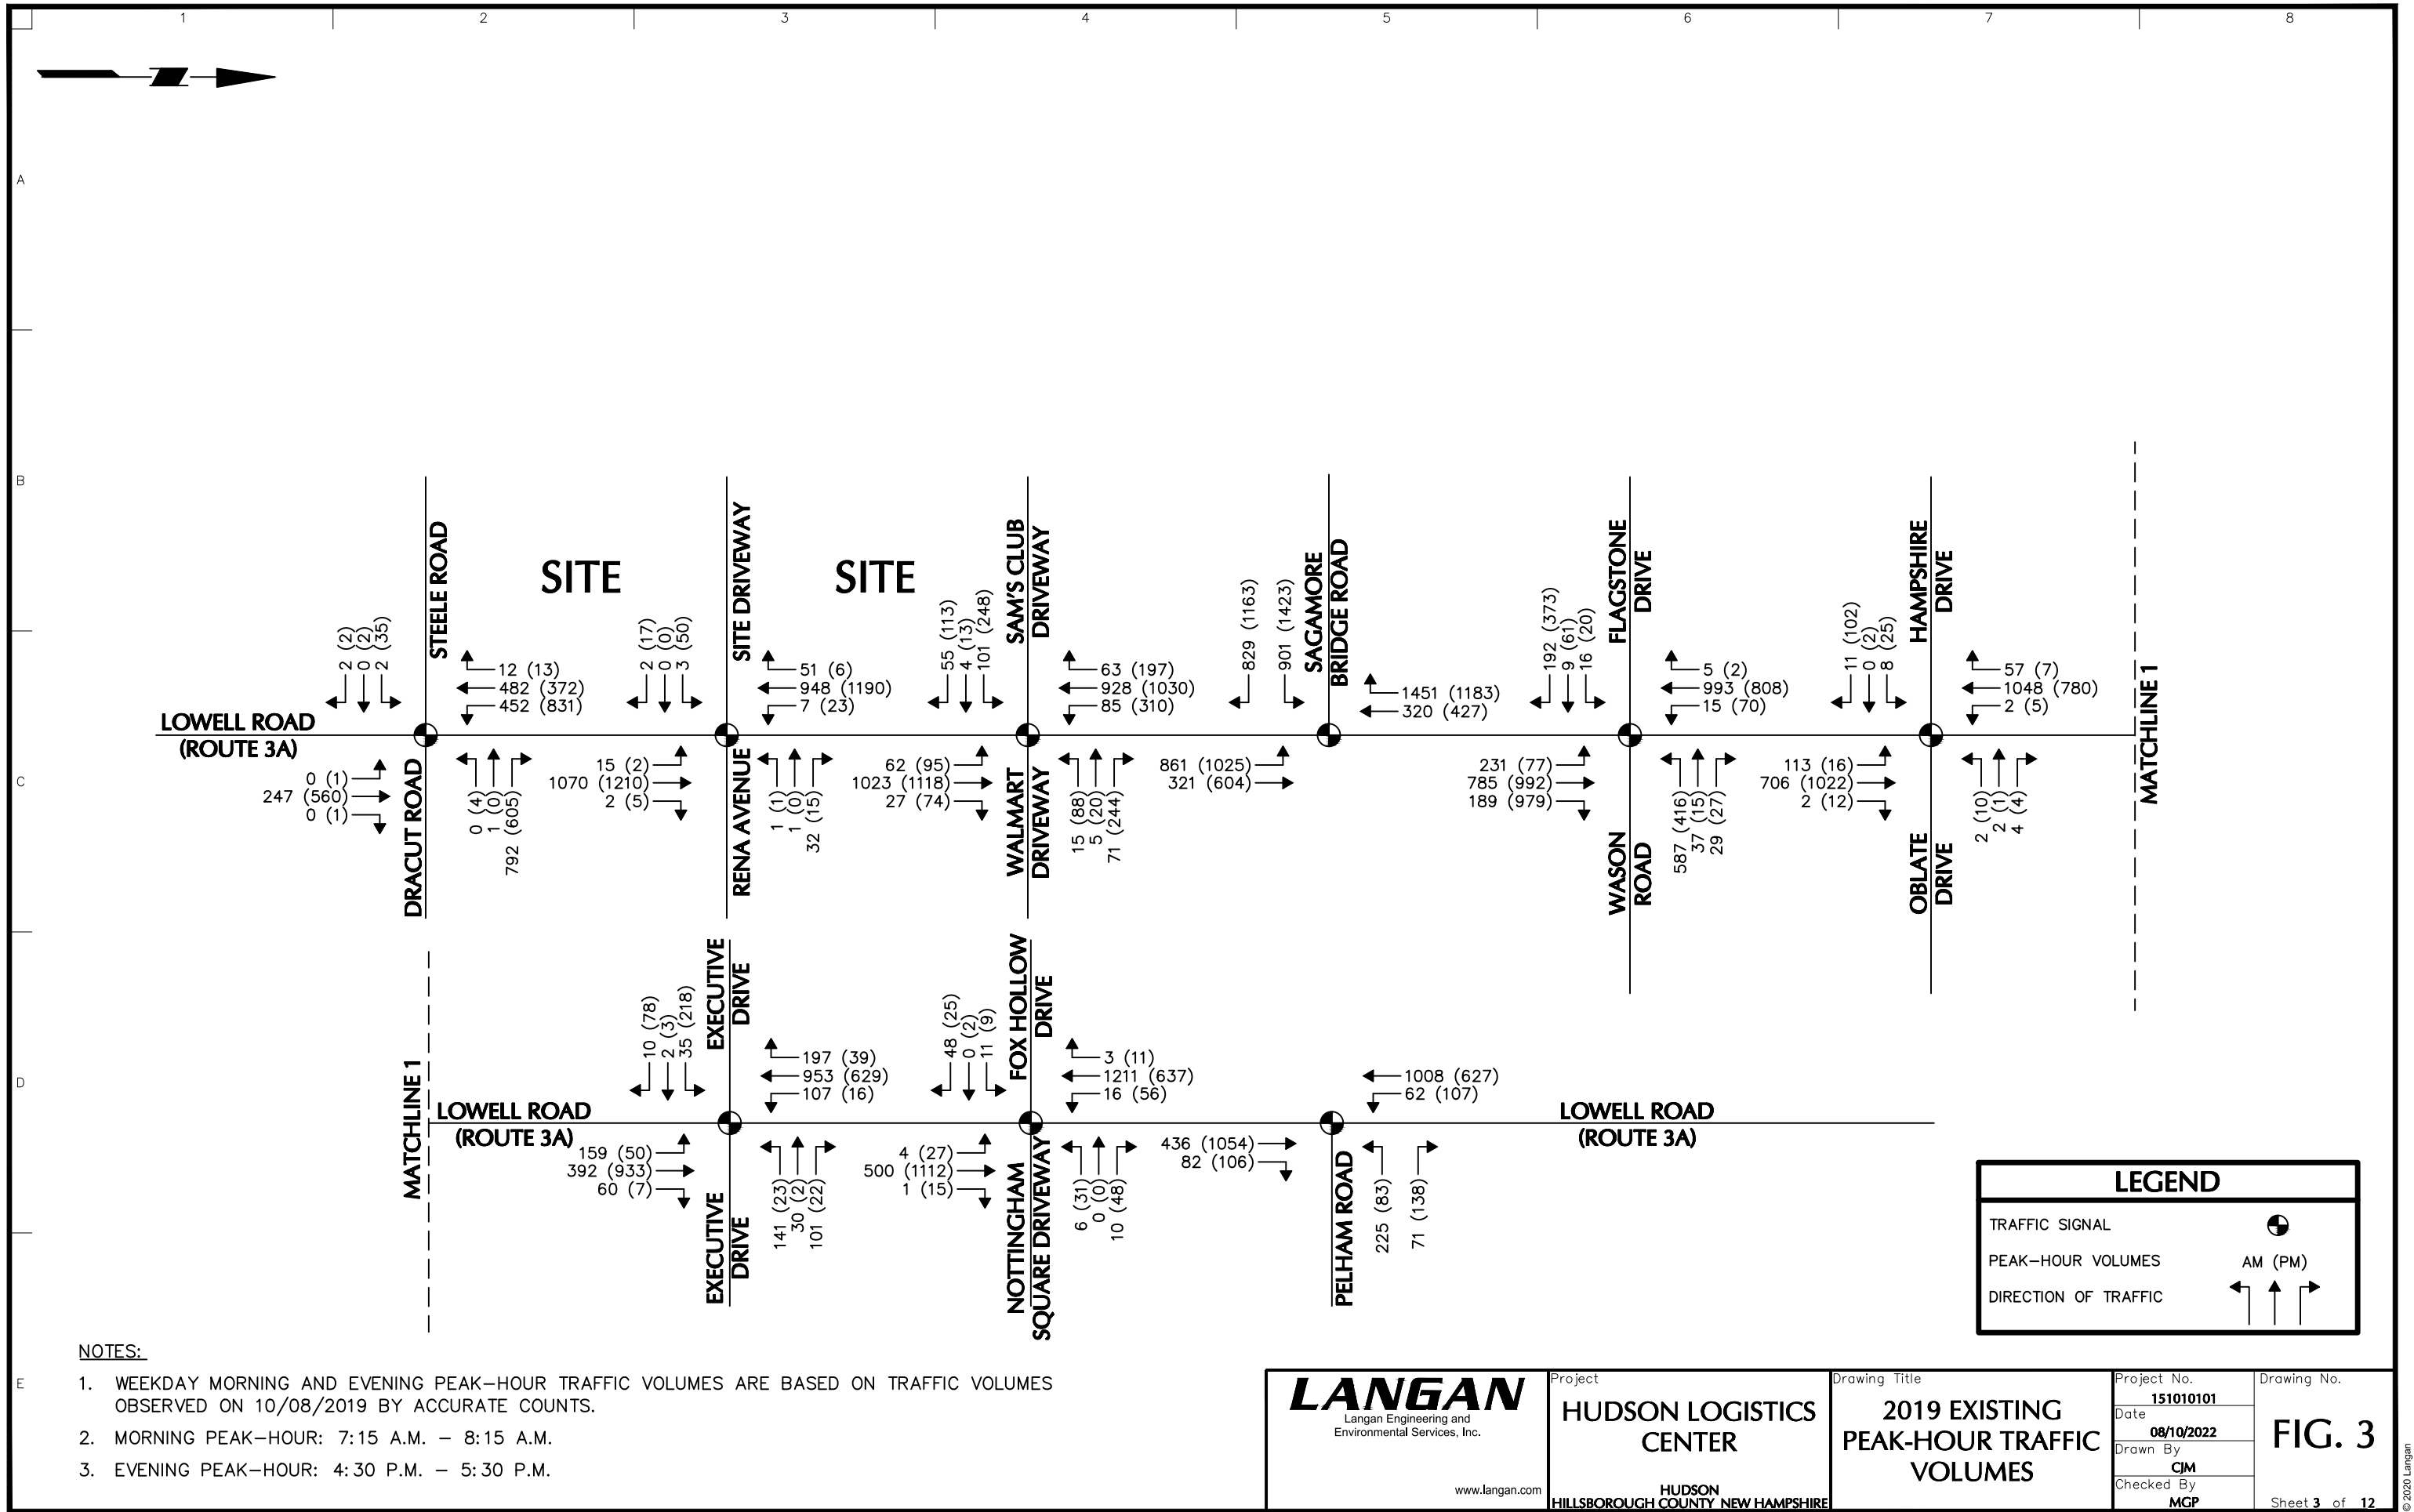 1 2 3 4 5 6 7 8
N
A
B
C
D
E
STEELE ROAD
SITE
SITE DRIVEWAY
SITE
SAM'S CLUB
DRIVEWAY
SAGAMORE
BRIDGE ROAD
FLAGSTONE
DRIVE
HAMPSHIRE
DRIVE
MATCHLINE 1
LOWELL ROAD
(ROUTE 3A)
2 (2)
0 (2)
2 (35)
12 (13)
482 (372)
452 (831)
0 (1)
247 (560)
0 (1)
DRACUT ROAD
0 (4)
1 (0)
792 (605)
2 (17)
0 (0)
3 (50)
51 (6)
948 (1190)
7 (23)
15 (2)
1070 (1210)
2 (5)
RENA AVENUE
1 (1)
1 (0)
32 (15)
55 (113)
4 (13)
101 (248)
63 (197)
928 (1030)
85 (310)
62 (95)
1023 (1118)
27 (74)
WALMART
DRIVEWAY
15 (88)
5 (20)
71 (244)
829 (1163)
901 (1423)
1451 (1183)
320 (427)
861 (1025)
321 (604)
192 (373)
9 (61)
16 (20)
5 (2)
993 (808)
15 (70)
231 (77)
785 (992)
189 (979)
WASON
ROAD
587 (416)
37 (15)
29 (27)
11 (102)
0 (2)
8 (25)
57 (7)
1048 (780)
2 (5)
113 (16)
706 (1022)
2 (12)
OBLATE
DRIVE
2 (10)
2 (1)
4 (4)
MATCHLINE 1
LOWELL ROAD
(ROUTE 3A)
10 (78)
2 (3)
35 (218)
EXECUTIVE
DRIVE
197 (39)
953 (629)
107 (16)
159 (50)
392 (933)
60 (7)
EXECUTIVE
DRIVE
141 (23)
30 (2)
101 (22)
48 (25)
0 (2)
11 (9)
FOX HOLLOW
DRIVE
3 (11)
1211 (637)
16 (56)
4 (27)
500 (1112)
1 (15)
NOTTINGHAM
SQUARE DRIVEWAY
6 (31)
0 (0)
10 (48)
1008 (627)
62 (107)
436 (1054)
82 (106)
PELHAM ROAD
225 (83)
71 (138)
LOWELL ROAD
(ROUTE 3A)
LEGEND
TRAFFIC SIGNAL
PEAK-HOUR VOLUMES AM (PM)
DIRECTION OF TRAFFIC
NOTES:
1. WEEKDAY MORNING AND EVENING PEAK-HOUR TRAFFIC VOLUMES ARE BASED ON TRAFFIC VOLUMES
OBSERVED ON 10/08/2019 BY ACCURATE COUNTS.
2. MORNING PEAK-HOUR: 7:15 A.M. - 8:15 A.M.
3. EVENING PEAK-HOUR: 4:30 P.M. - 5:30 P.M.
LANGAN
Langan Engineering and
Environmental Services, Inc.
www.langan.com
Project
HUDSON LOGISTICS
CENTER
HUDSON
HILLSBOROUGH COUNTY NEW HAMPSHIRE
Drawing Title
2019 EXISTING
PEAK-HOUR TRAFFIC
VOLUMES
Project No.
151010101
Date
08/10/2022
Drawn By
CJM
Checked By
MGP
Drawing No.
FIG. 3
Sheet 3 of 12
© 2020 Langan